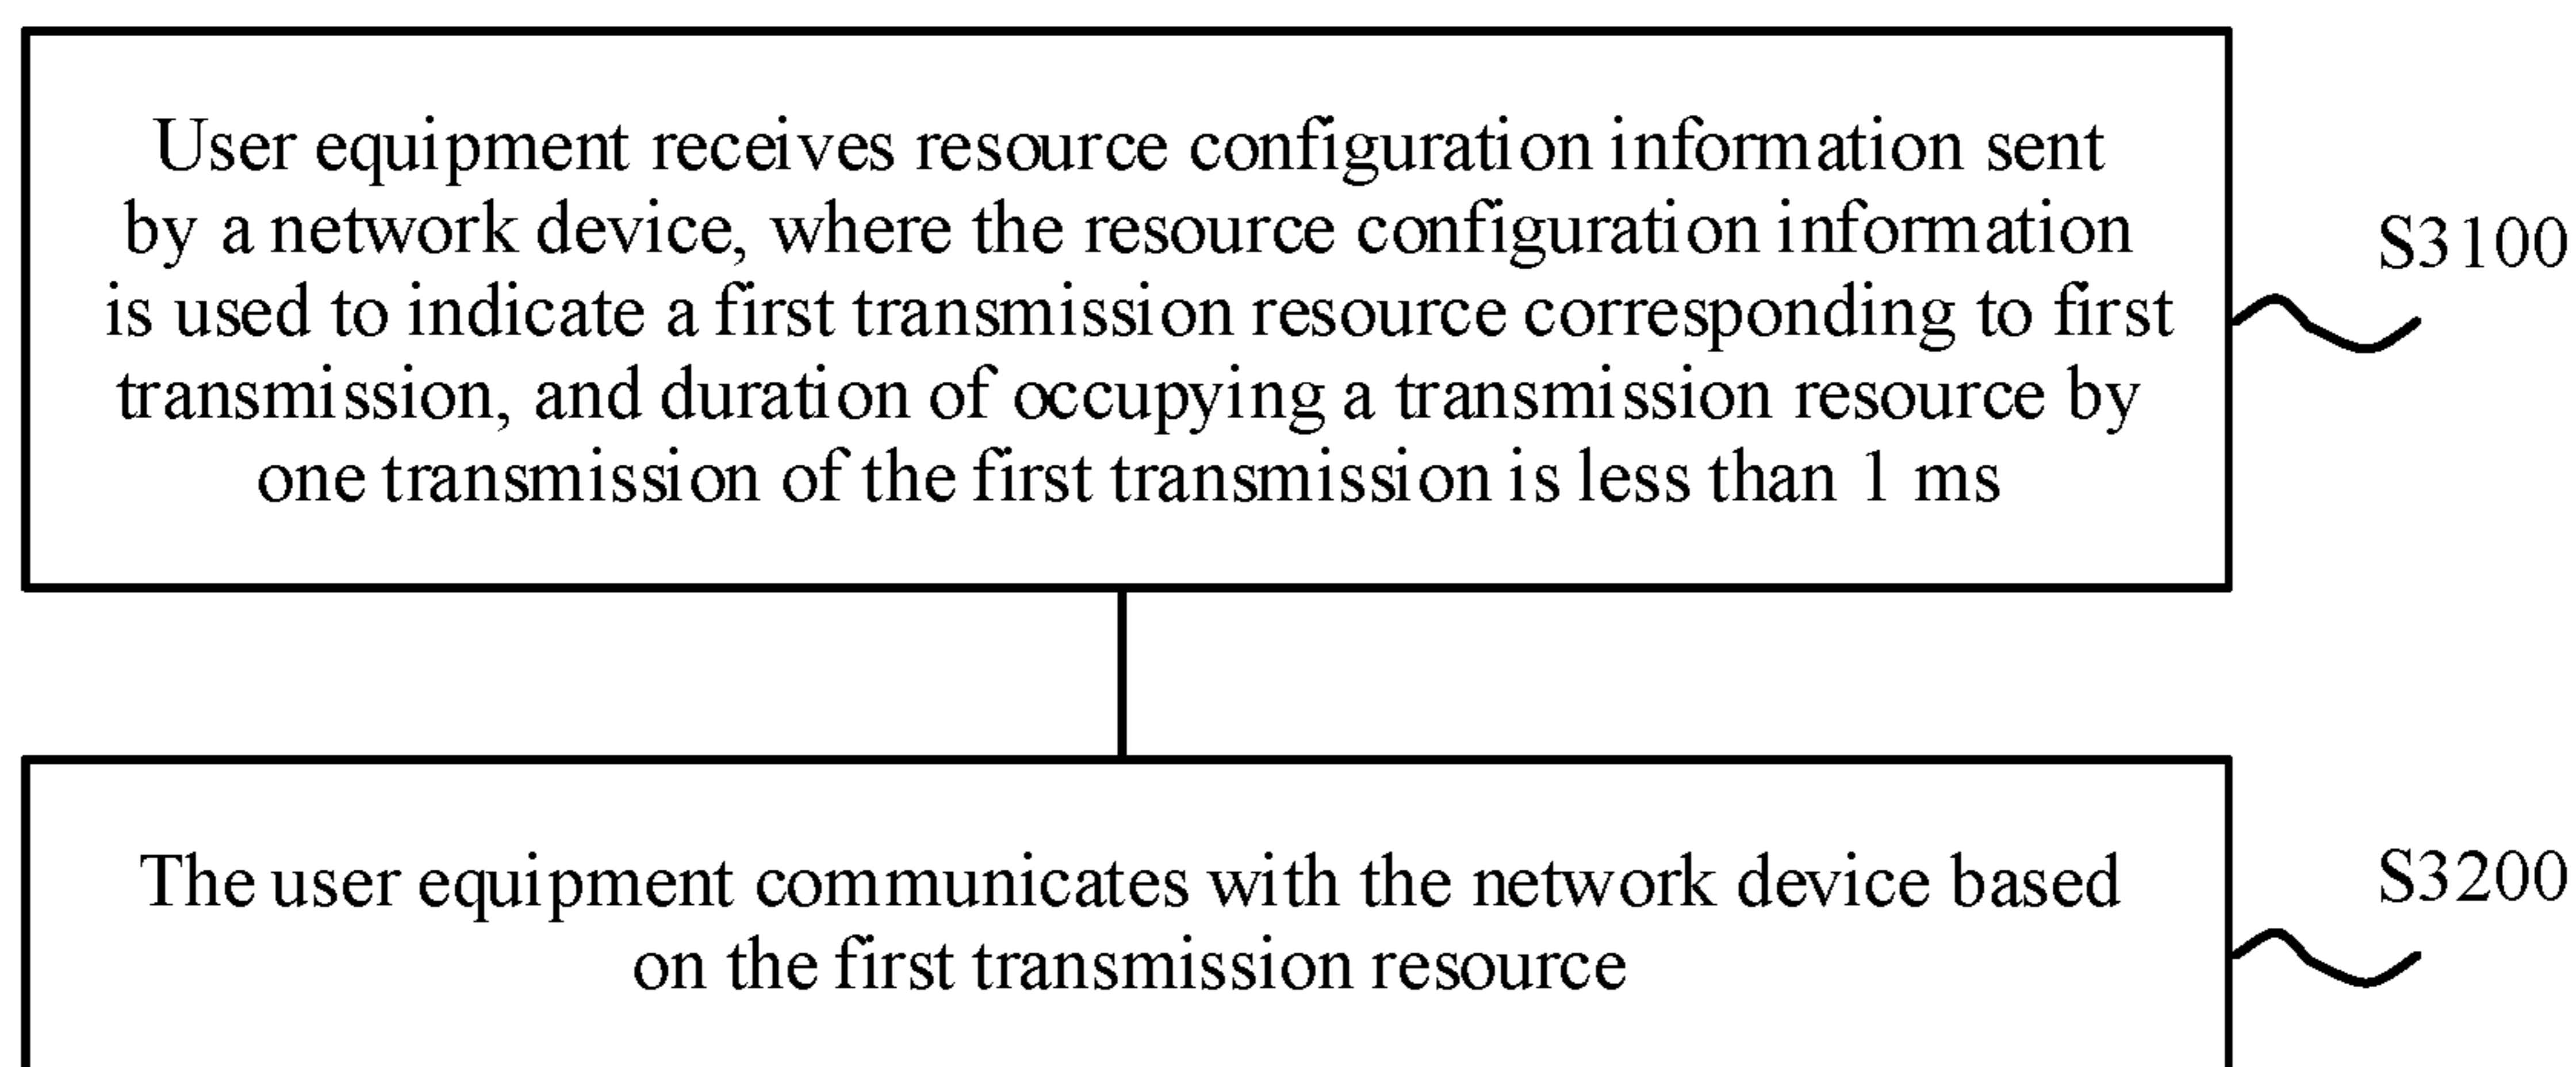 User equipment receives resource configuration information sent
by a network device, where the resource configuration information
is used to indicate a first transmission resource corresponding to first
transmission, and duration of occupying a transmission resource by
one transmission of the first transmission is less than 1 ms
S3100
The user equipment communicates with the network device based
on the first transmission resource
S3200